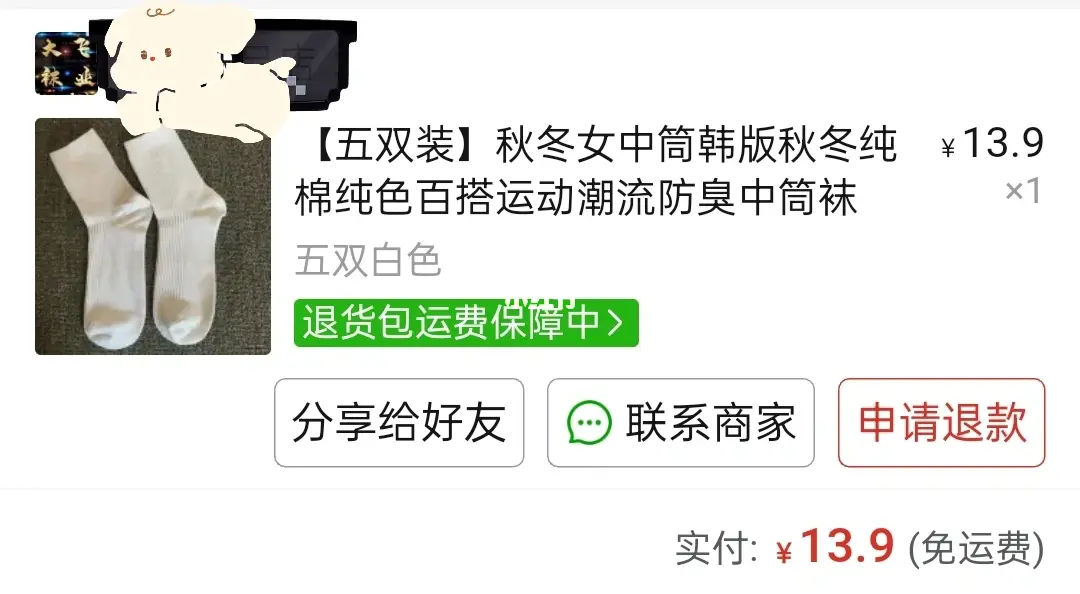 大飞
袜业
【五双装】秋冬女中筒韩版秋冬纯
¥13.9
棉纯色百搭运动潮流防臭中筒袜
×1
五双白色
退货包运费保障中>
分享给好友
联系商家
申请退款
实付: ¥13.9 (免运费)